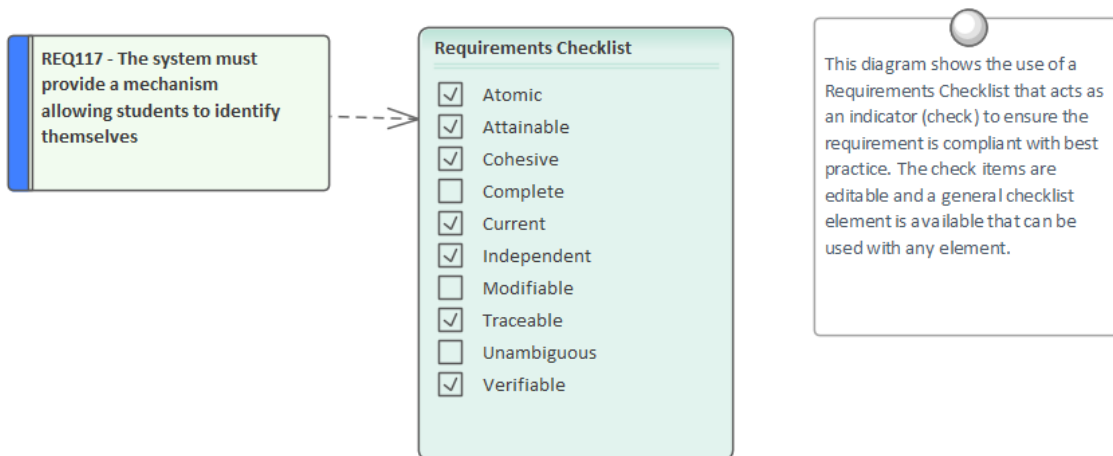 REQ117 - The system must
provide a mechanism
allowing students to identify
themselves
Requirements Checklist
Atomic
Attainable
Cohesive
Complete
Current
Independent
Modifiable
Traceable
Unambiguous
Verifiable
This diagram shows the use of a
Requirements Checklist that acts as
an indicator (check) to ensure the
requirement is compliant with best
practice. The check items are
editable and a general checklist
element is available that can be
used with any element.